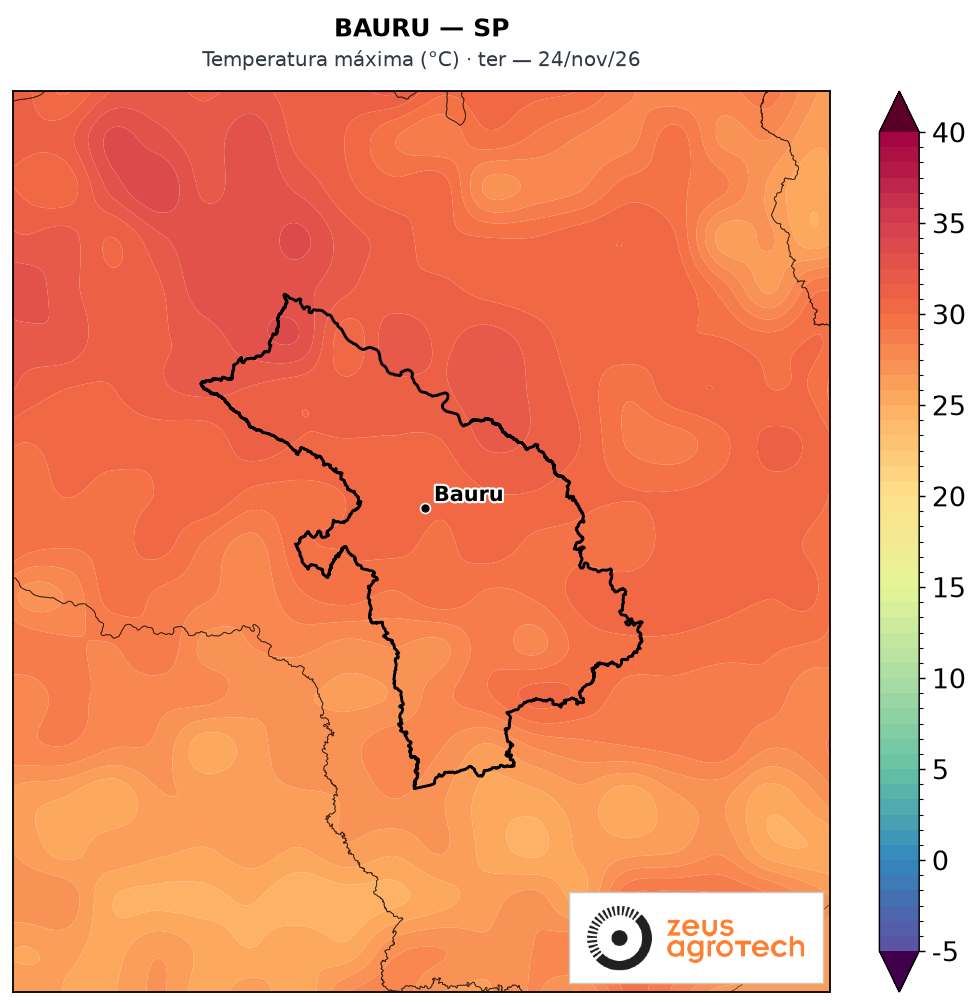 BAURU — SP
Temperatura máxima (°C) · ter — 24/nov/26
40
35
30
25
20
15
10
5
0
-5
Bauru
zeus
agrotech